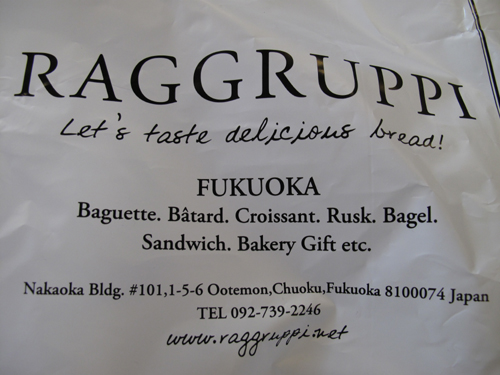 RAGGRUPPI
Let's taste delicious bread!
FUKUOKA
Baguette. Bâtard. Croissant. Rusk. Bagel.
Sandwich. Bakery Gift etc.
Nakaoka Bldg. #101,1-5-6 Ootemon,Chuoku,Fukuoka 8100074 Japan
TEL 092-739-2246
www.raggruppi.net